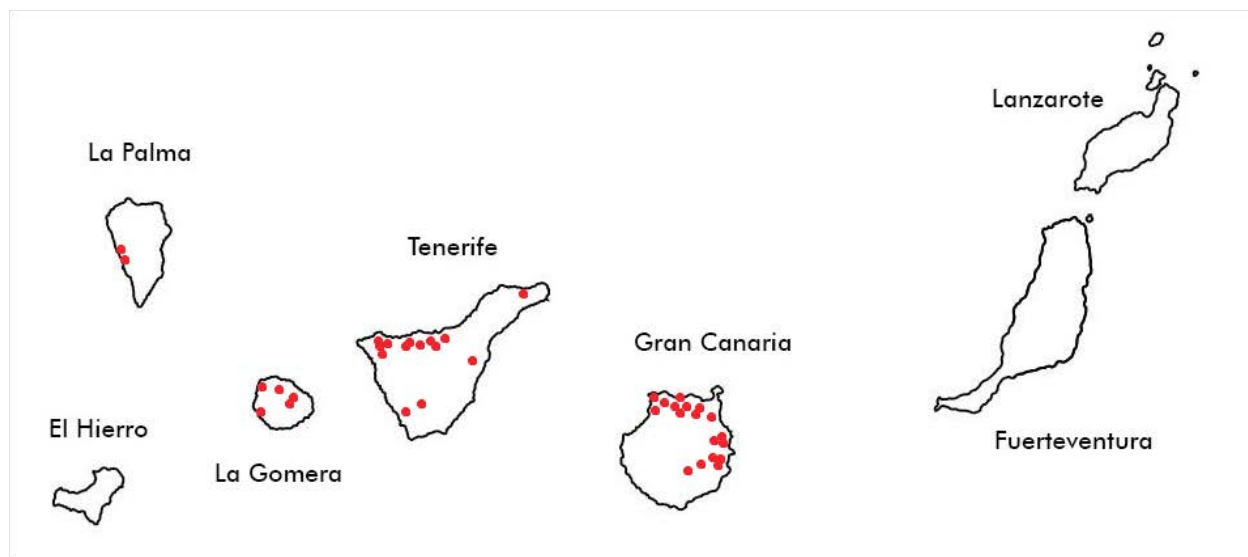 Lanzarote
La Palma
Tenerife
Gran Canaria
El Hierro
Fuerteventura
La Gomera